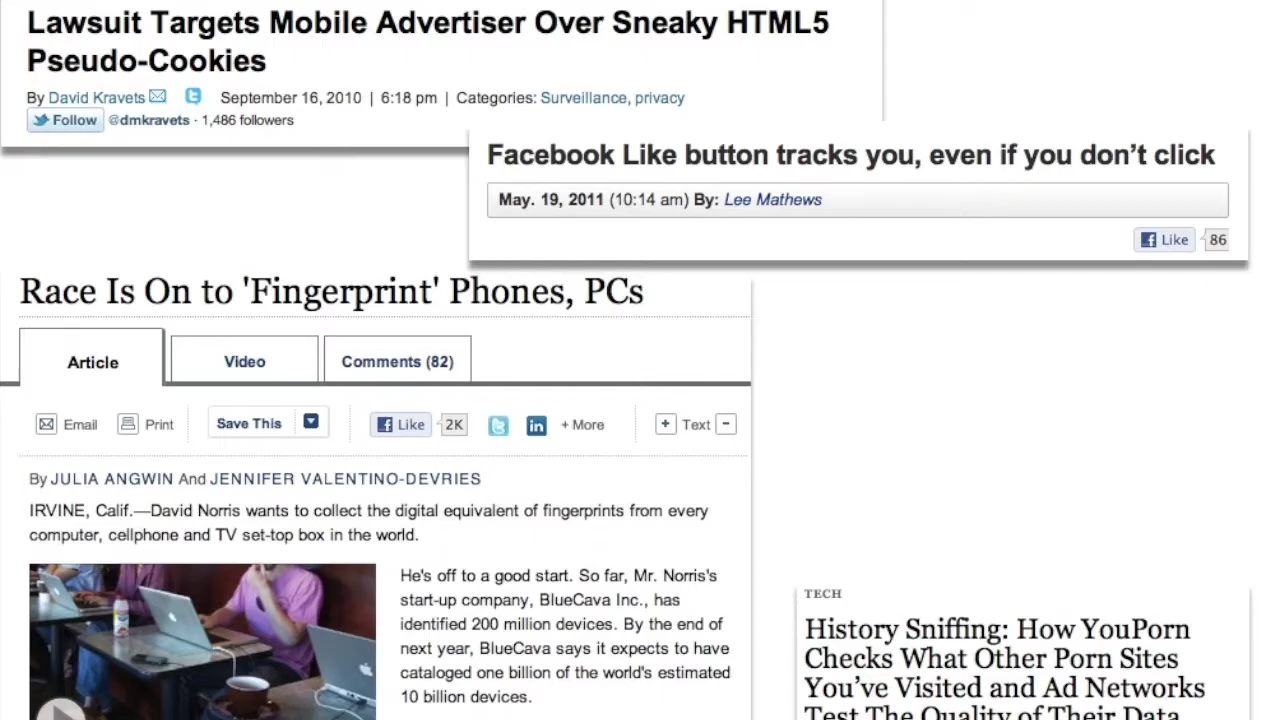 Lawsuit Targets Mobile Advertiser Over Sneaky HTML5
Pseudo-Cookies
By David Kravets September 16, 2010 | 6:18 pm | Categories: Surveillance, privacy
Follow @dmkravets · 1,486 followers
Facebook Like button tracks you, even if you don't click
May. 19, 2011 (10:14 am) By: Lee Mathews
Like 86
Race Is On to 'Fingerprint' Phones, PCs
Article Video Comments (82)
Email Print Save This Like 2K in + More + Text -
By JULIA ANGWIN And JENNIFER VALENTINO-DEVRIES
IRVINE, Calif.—David Norris wants to collect the digital equivalent of fingerprints from every
computer, cellphone and TV set-top box in the world.
He's off to a good start. So far, Mr. Norris's
start-up company, BlueCava Inc., has
identified 200 million devices. By the end of
next year, BlueCava says it expects to have
cataloged one billion of the world's estimated
10 billion devices.
TECH
History Sniffing: How YouPorn
Checks What Other Porn Sites
You've Visited and Ad Networks
Test The Quality of Their Data